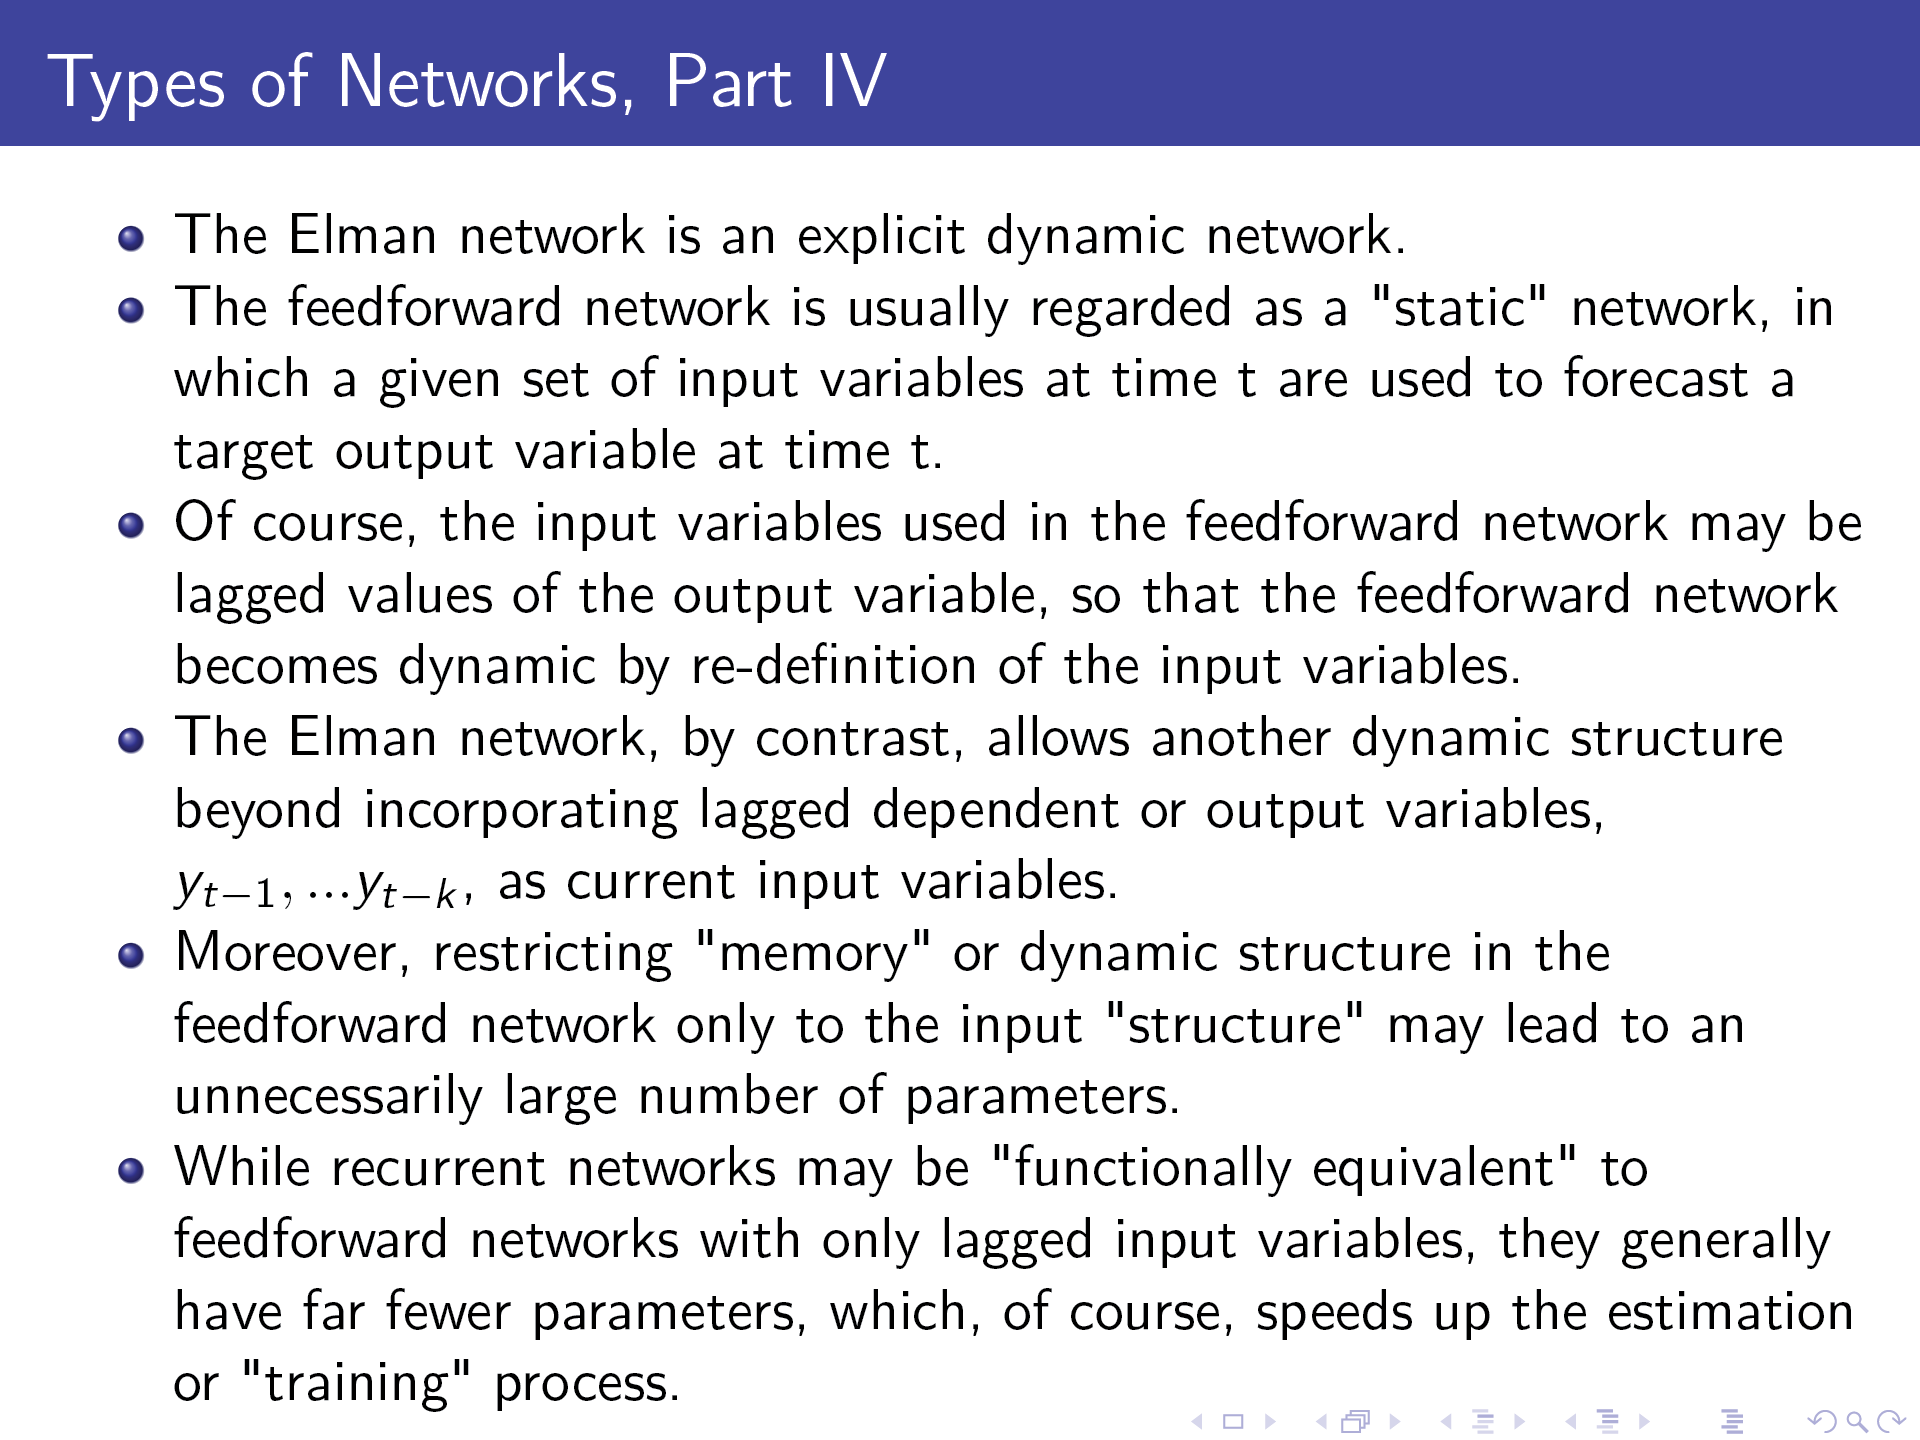 Types of Networks, Part IV
The Elman network is an explicit dynamic network.
The feedforward network is usually regarded as a "static" network, in
which a given set of input variables at time t are used to forecast a
target output variable at time t.
Of course, the input variables used in the feedforward network may be
lagged values of the output variable, so that the feedforward network
becomes dynamic by re-definition of the input variables.
The Elman network, by contrast, allows another dynamic structure
beyond incorporating lagged dependent or output variables,
y_{t−1}, ...y_{t−k}, as current input variables.
Moreover, restricting "memory" or dynamic structure in the
feedforward network only to the input "structure" may lead to an
unnecessarily large number of parameters.
While recurrent networks may be "functionally equivalent" to
feedforward networks with only lagged input variables, they generally
have far fewer parameters, which, of course, speeds up the estimation
or "training" process.